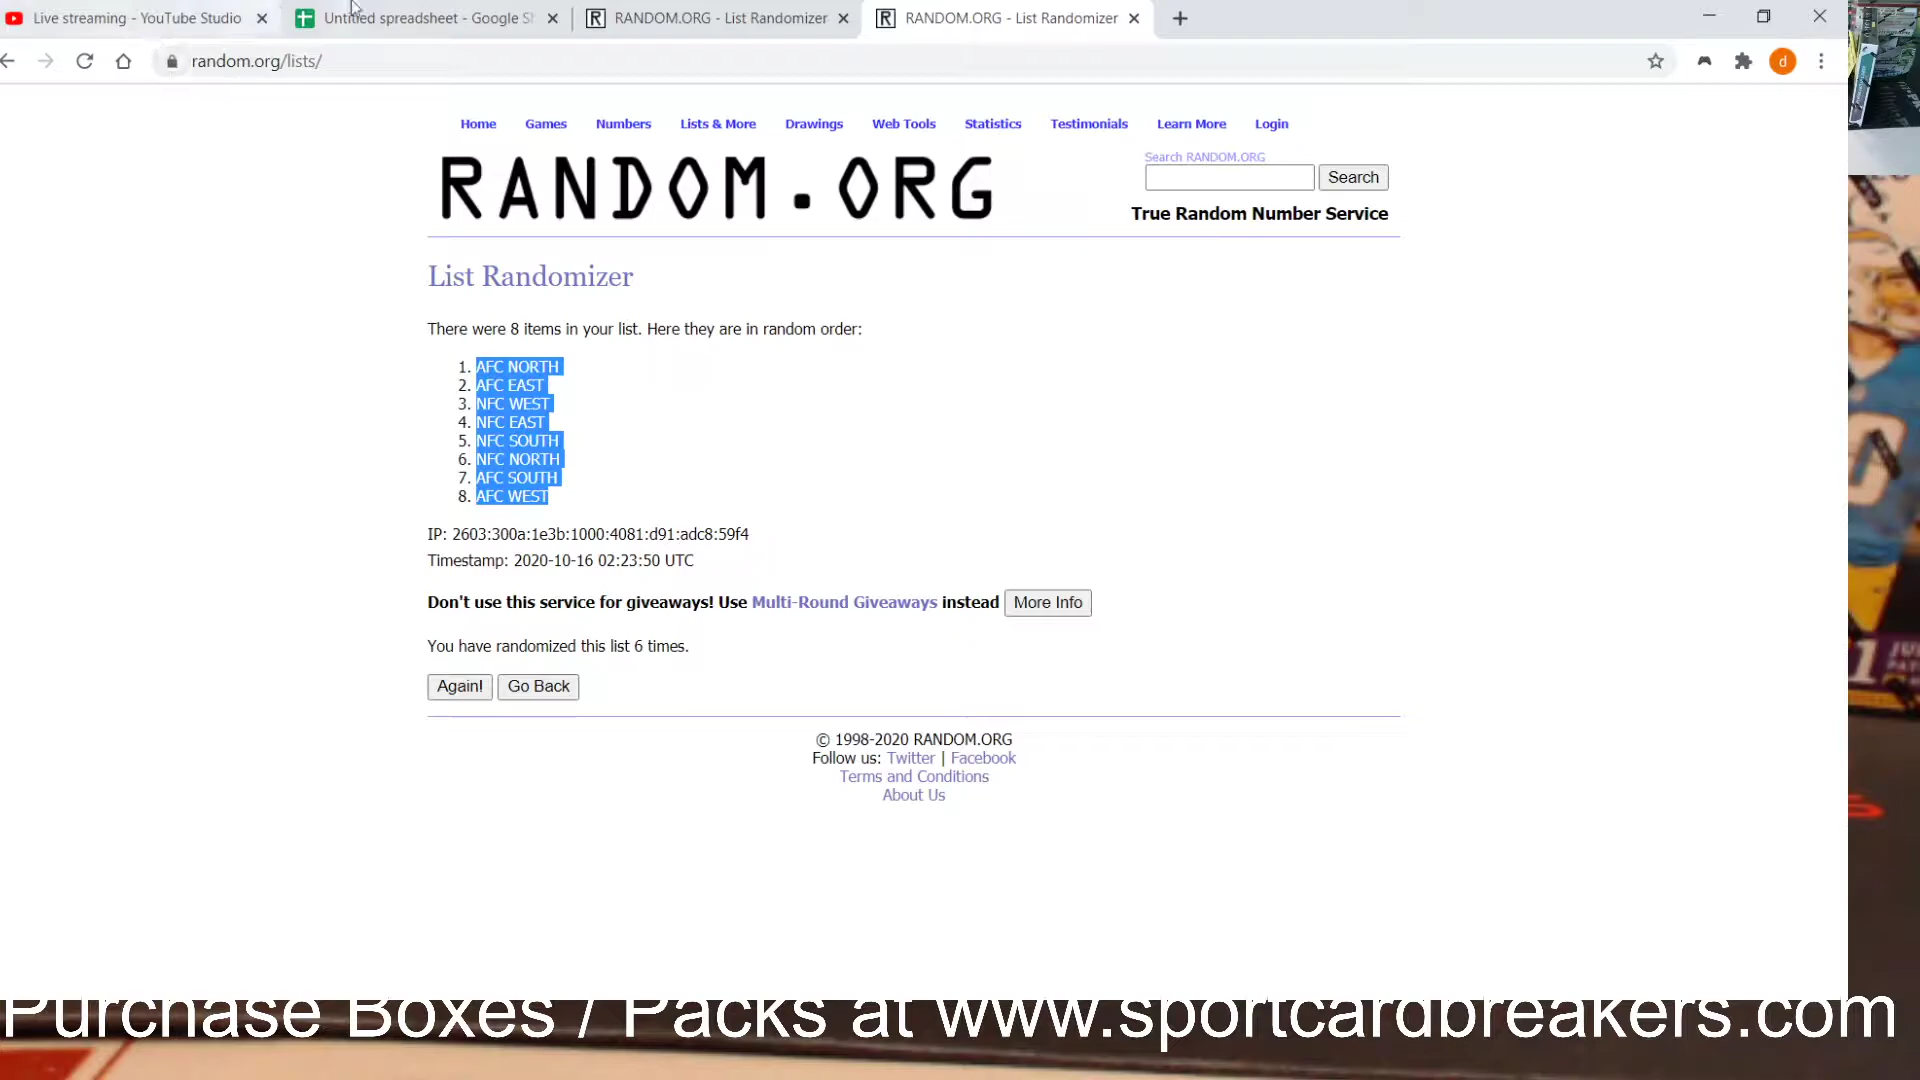 Live streaming - YouTube Studio
Untitled spreadsheet - Google Sh
RANDOM.ORG - List Randomizer
RANDOM.ORG - List Randomizer
random.org/lists/
d
Home Games Numbers Lists & More Drawings Web Tools Statistics Testimonials Learn More Login
RANDOM.ORG
Search RANDOM.ORG
Search
True Random Number Service
List Randomizer
There were 8 items in your list. Here they are in random order:
1. AFC NORTH
2. AFC EAST
3. NFC WEST
4. NFC EAST
5. NFC SOUTH
6. NFC NORTH
7. AFC SOUTH
8. AFC WEST
IP: 2603:300a:1e3b:1000:4081:d91:adc8:59f4
Timestamp: 2020-10-16 02:23:50 UTC
Don't use this service for giveaways! Use Multi-Round Giveaways instead More Info
You have randomized this list 6 times.
Again! Go Back
© 1998-2020 RANDOM.ORG
Follow us: Twitter | Facebook
Terms and Conditions
About Us
Purchase Boxes / Packs at www.sportcardbreakers.com